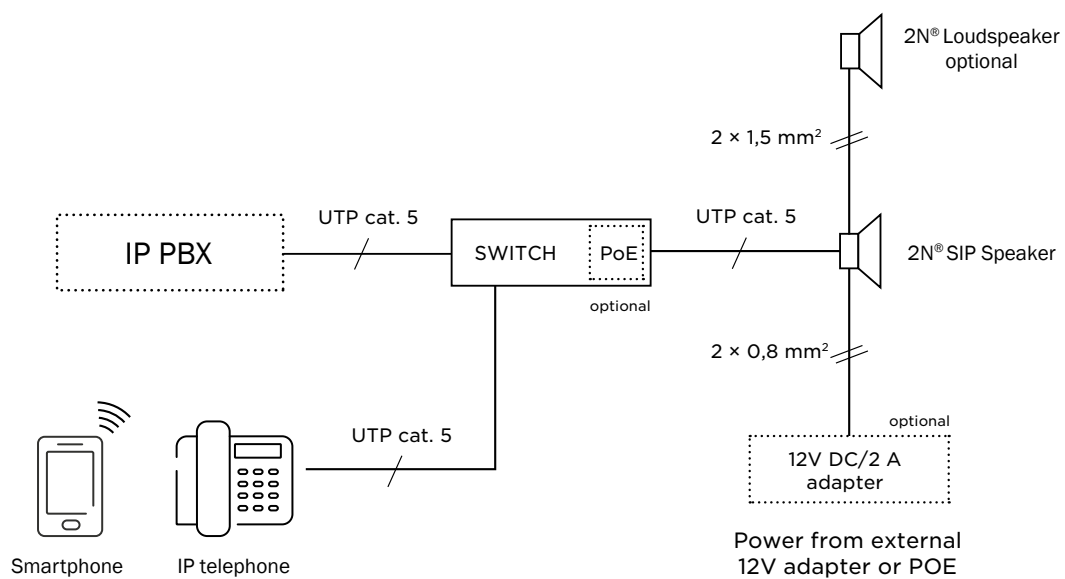 2N® Loudspeaker
optional
2 × 1,5 mm²
UTP cat. 5
UTP cat. 5
IP PBX
SWITCH
PoE
2N® SIP Speaker
optional
2 × 0,8 mm²
optional
UTP cat. 5
12V DC/2 A
adapter
Power from external
12V adapter or POE
Smartphone
IP telephone